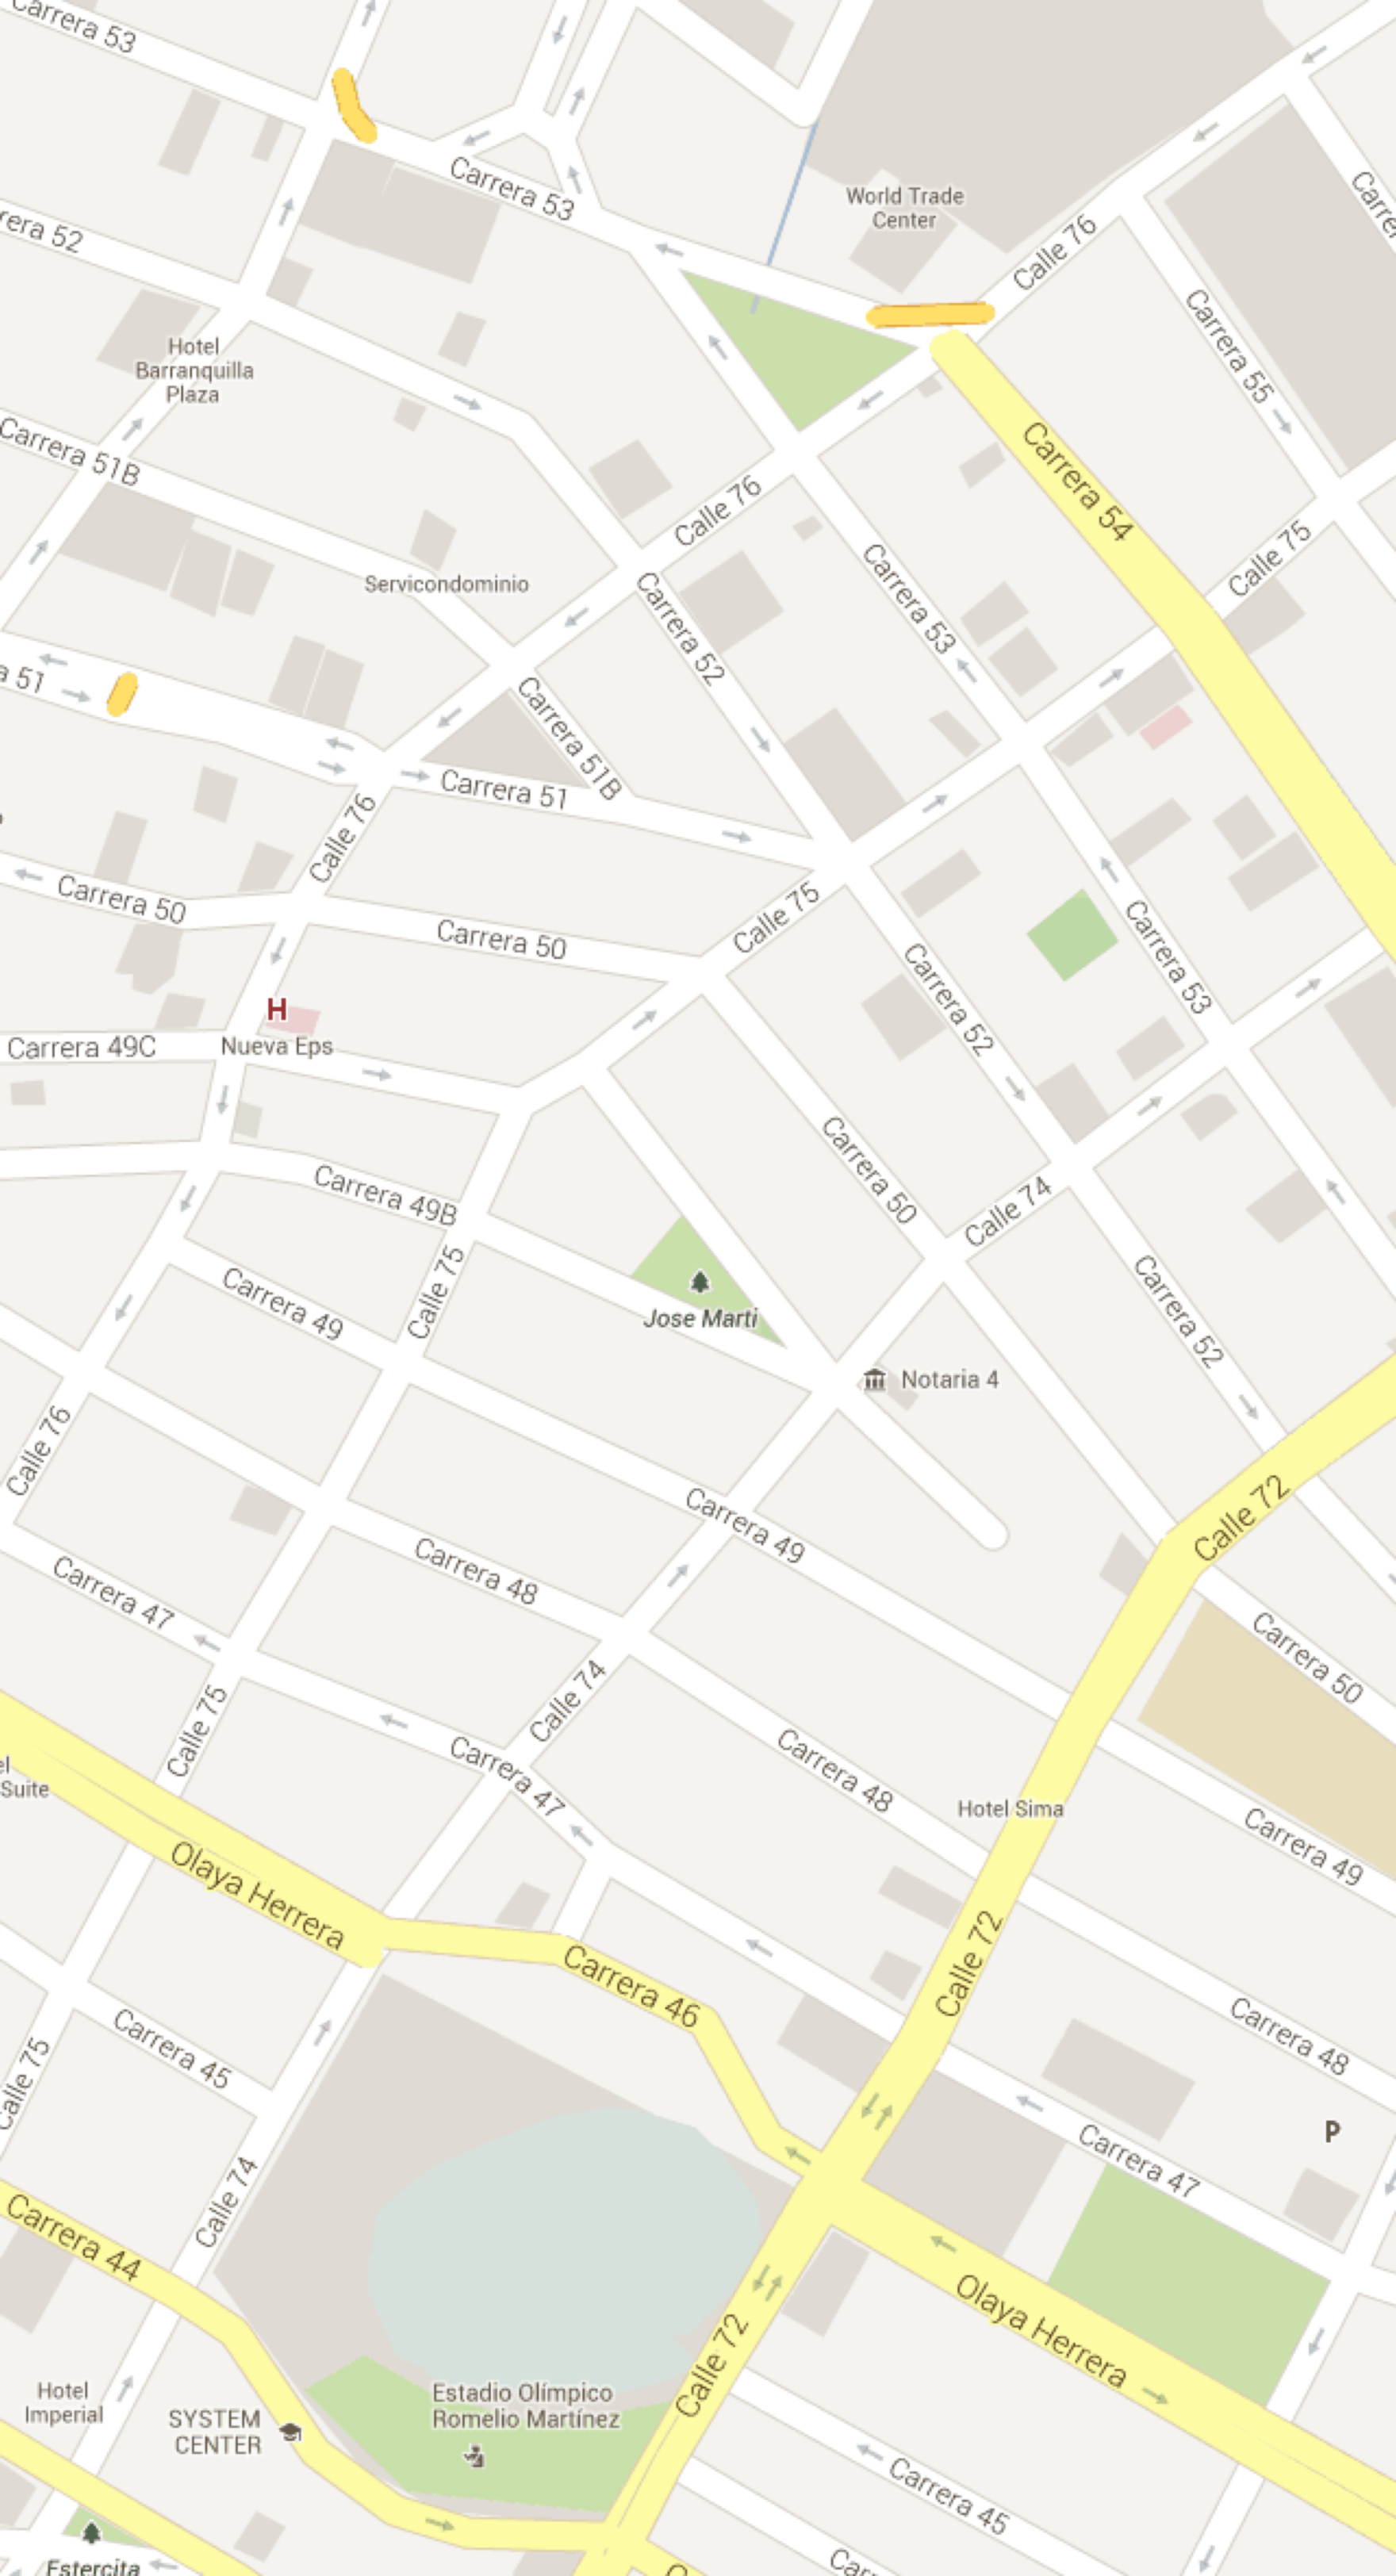 Carrera 53
Carrera 53
World Trade
Center
Calle 76
Carrera 55
Hotel
Barranquilla
Plaza
Carrera 54
Carrera 51B
Calle 76
Calle 75
Servicondominio
Carrera 52
Carrera 53
51
Carrera 51B
Carrera 51
Calle 76
Carrera 50
Carrera 50
Calle 75
Carrera 53
Carrera 52
H
Nueva Eps
Carrera 49C
Carrera 50
Carrera 49B
Calle 74
Calle 75
Carrera 49
Jose Marti
Carrera 52
Notaria 4
Calle 76
Calle 72
Carrera 49
Carrera 48
Carrera 47
Calle 74
Carrera 50
Calle 75
Carrera 47
Carrera 48
Suite
Hotel Sima
Carrera 49
Olaya Herrera
Calle 72
Carrera 46
Carrera 45
Carrera 48
Calle 75
P
Carrera 47
Calle 74
Carrera 44
Olaya Herrera
Calle 72
Hotel
Imperial
SYSTEM
CENTER
Estadio Olímpico
Romelio Martínez
Carrera 45
Estercita